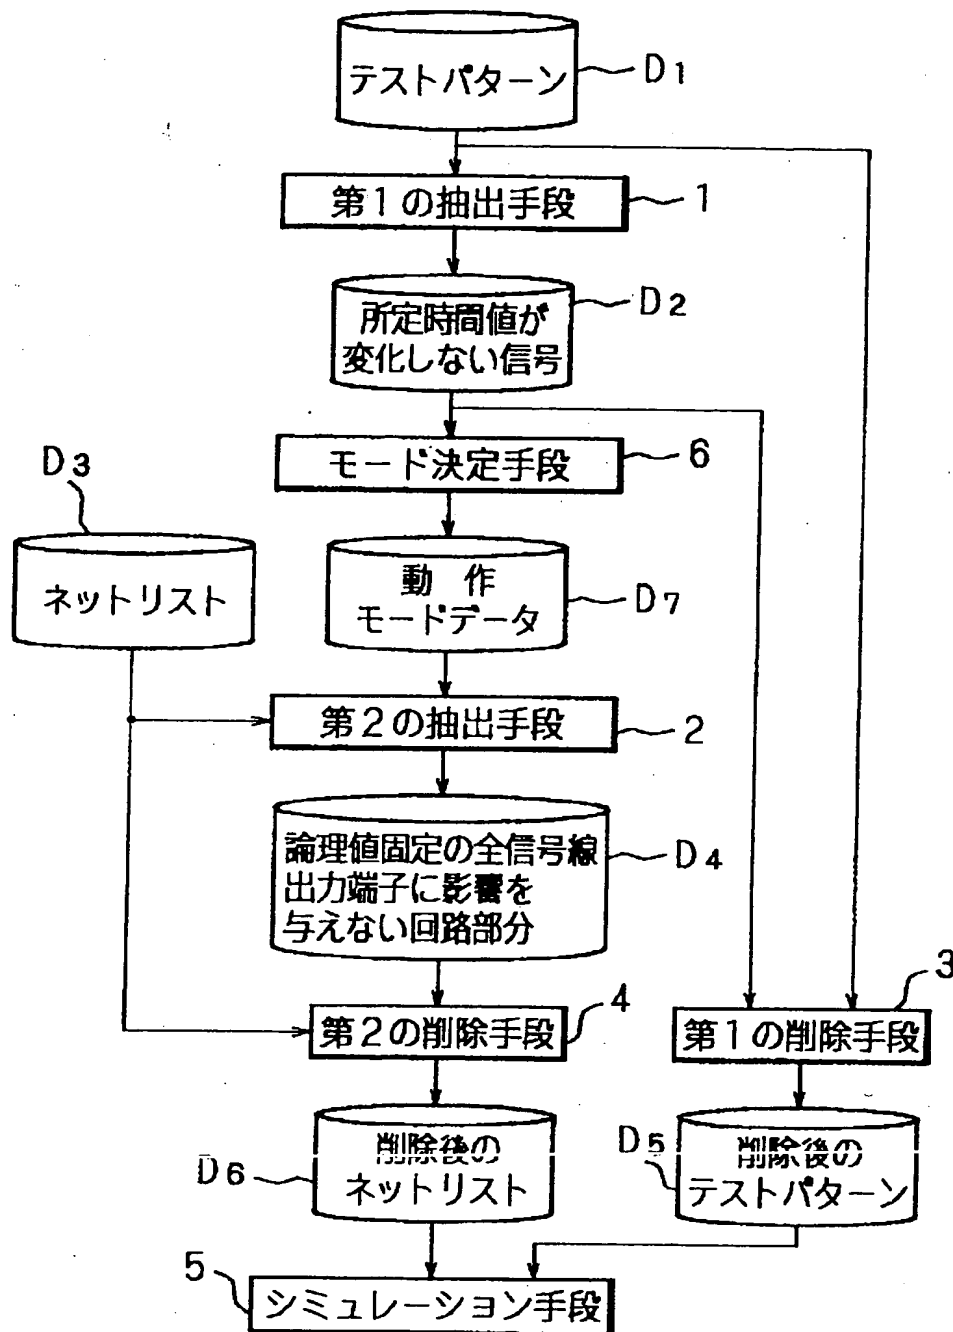 テストパターン
D1
第1の抽出手段
1
所定時間値が
変化しない信号
D2
モード決定手段
6
D3
ネットリスト
動 作
モードデータ
D7
第2の抽出手段
2
論理値固定の全信号線
出力端子に影響を
与えない回路部分
D4
第2の削除手段
4
第1の削除手段
3
削除後の
ネットリスト
D6
削除後の
テストパターン
D5
シミュレーション手段
5